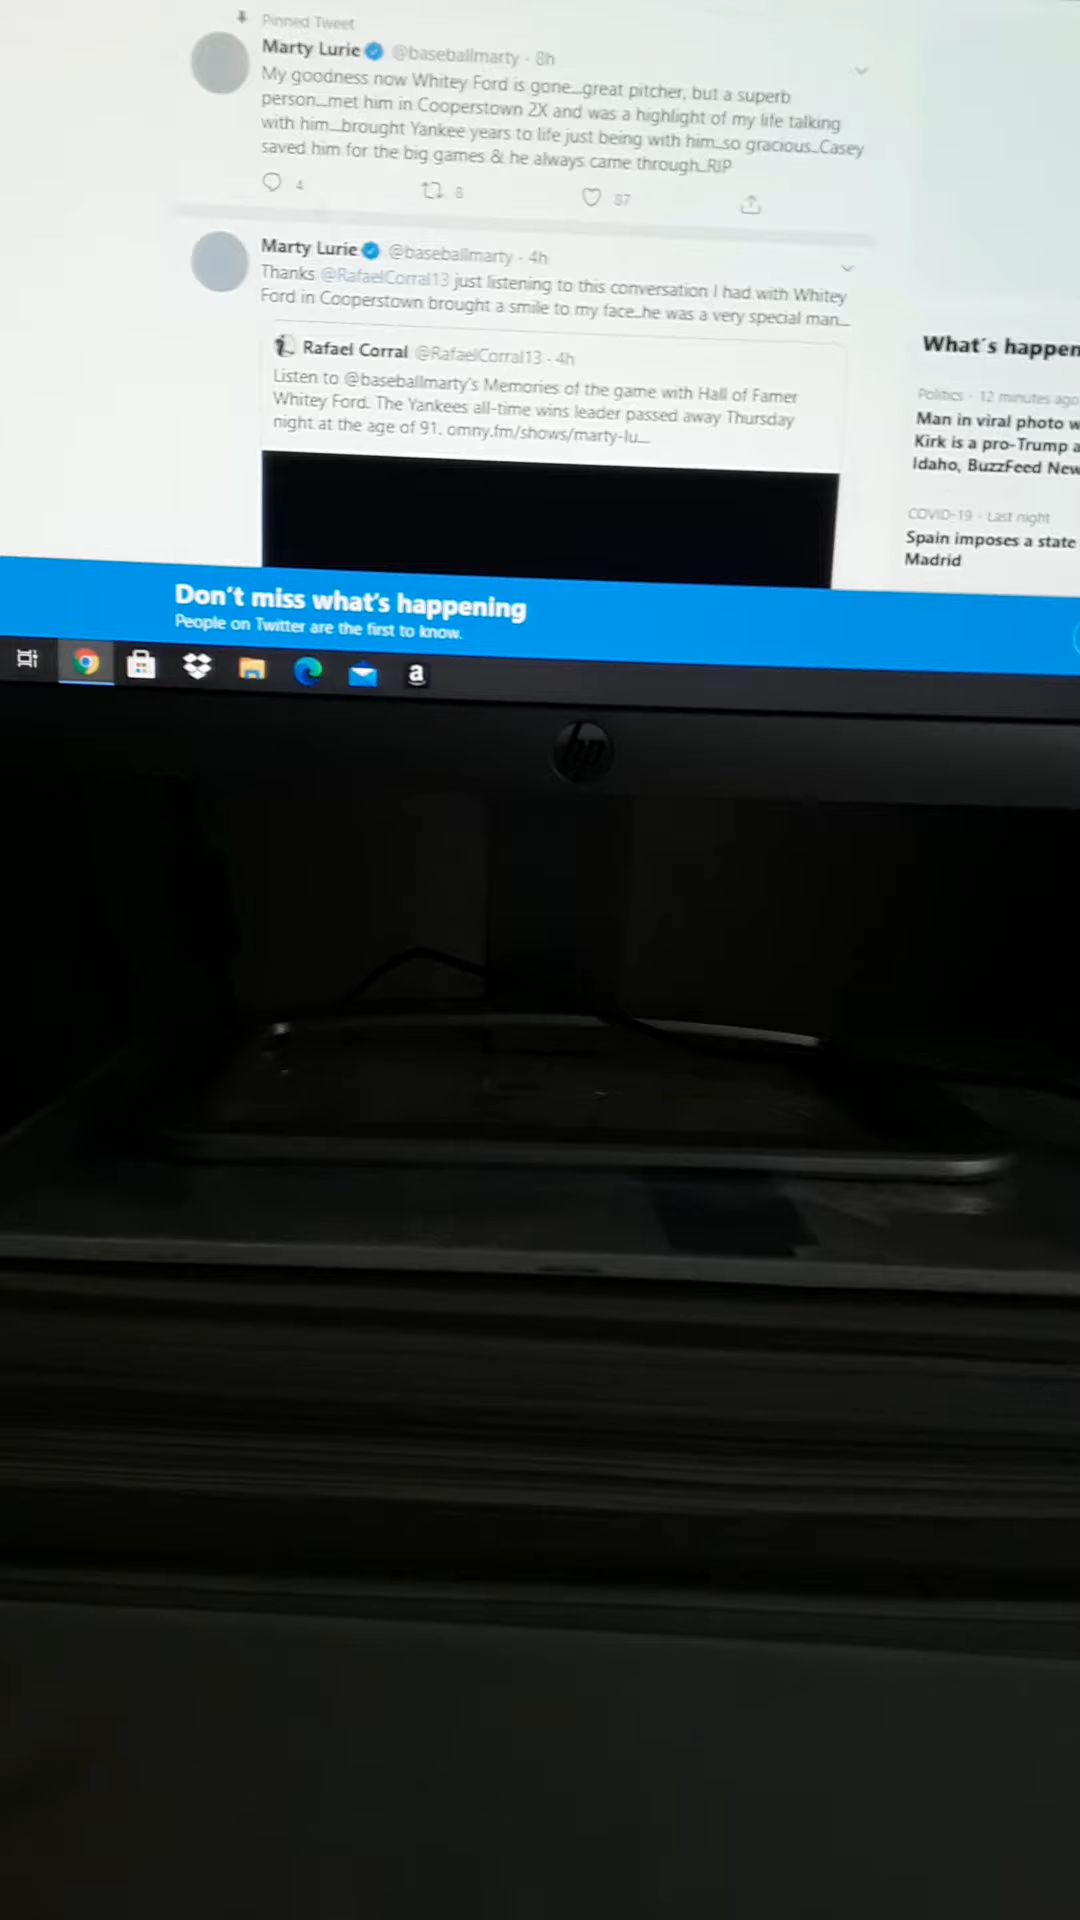 Pinned Tweet
Marty Lurie @baseballmarty · 8h
My goodness now Whitey Ford is gone...great pitcher, but a superb
person...met him in Cooperstown 2X and was a highlight of my life talking
with him...brought Yankee years to life just being with him..so gracious..Casey
saved him for the big games & he always came through..RIP
4 8 87
Marty Lurie @baseballmarty · 4h
Thanks @RafaelCorral13 just listening to this conversation I had with Whitey
Ford in Cooperstown brought a smile to my face..he was a very special man...
Rafael Corral @RafaelCorral13 · 4h
Listen to @baseballmarty's Memories of the game with Hall of Famer
Whitey Ford. The Yankees all-time wins leader passed away Thursday
night at the age of 91. omny.fm/shows/marty-lu...
What's happen
Politics · 12 minutes ago
Man in viral photo w
Kirk is a pro-Trump a
Idaho, BuzzFeed New
COVID-19 · Last night
Spain imposes a state
Madrid
Don't miss what's happening
People on Twitter are the first to know.
a
hp